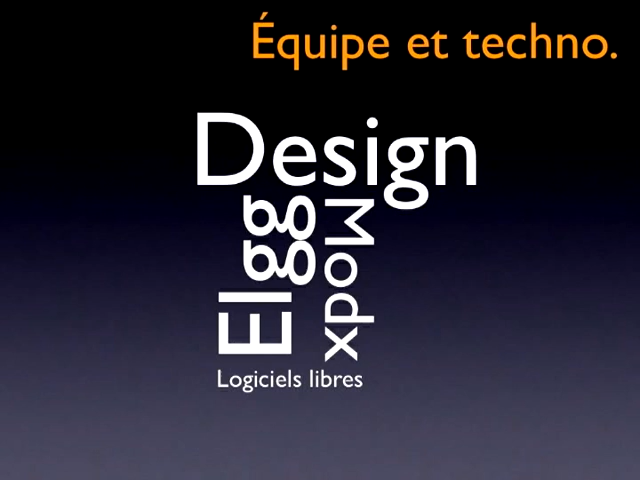 Équipe et techno.
Design
Elgg
Modx
Logiciels libres